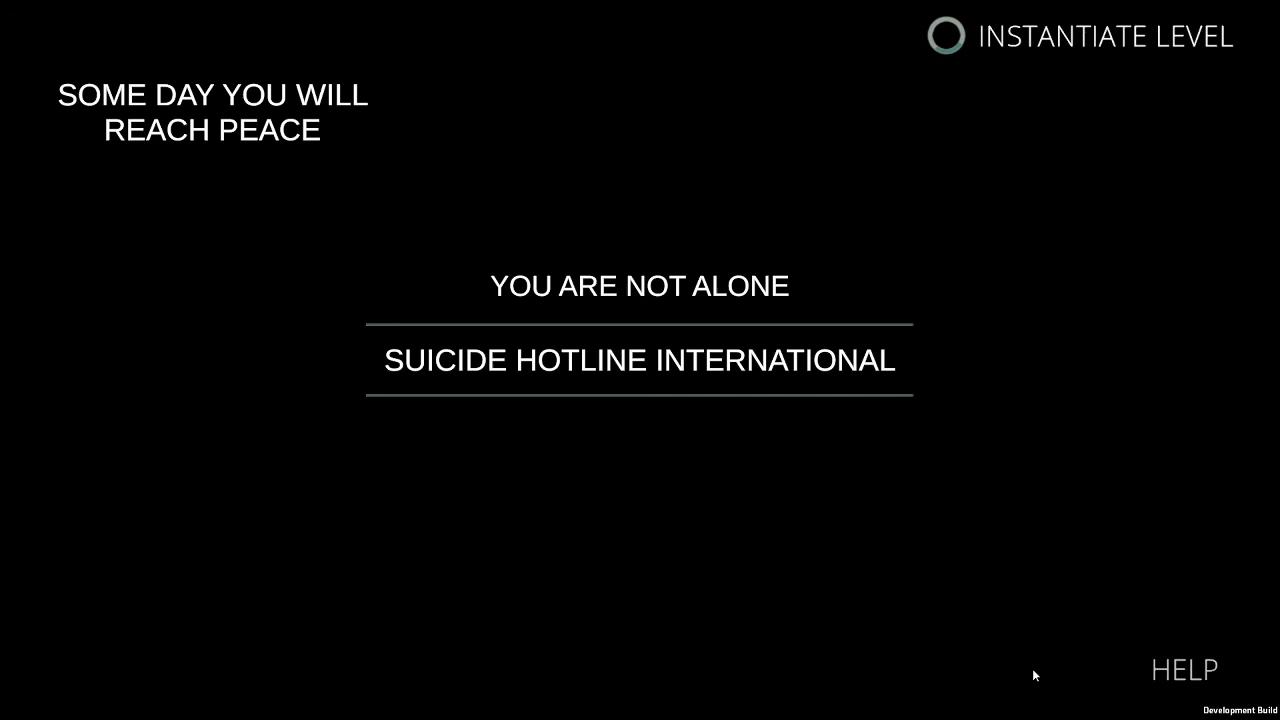 INSTANTIATE LEVEL
SOME DAY YOU WILL
REACH PEACE
YOU ARE NOT ALONE
SUICIDE HOTLINE INTERNATIONAL
HELP
Development Build